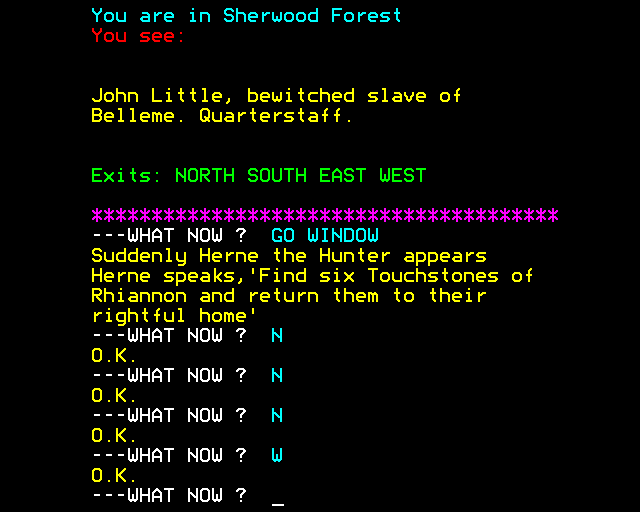 You are in Sherwood Forest
You see:
John Little, bewitched slave of
Belleme. Quarterstaff.
Exits: NORTH SOUTH EAST WEST
***************************************
---WHAT NOW ?  GO WINDOW
Suddenly Herne the Hunter appears
Herne speaks,'Find six Touchstones of
Rhiannon and return them to their
rightful home'
---WHAT NOW ?  N
O.K.
---WHAT NOW ?  N
O.K.
---WHAT NOW ?  N
O.K.
---WHAT NOW ?  W
O.K.
---WHAT NOW ?  _